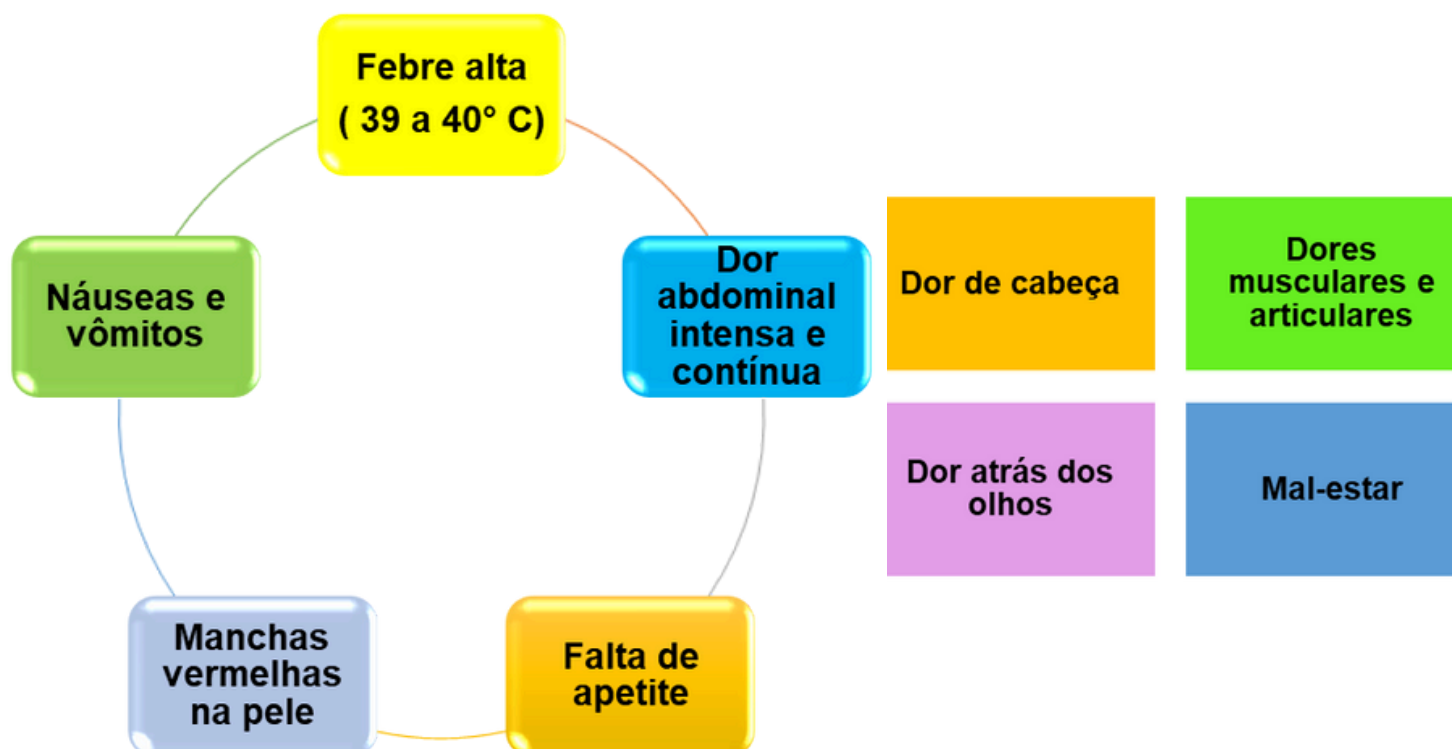 Febre alta
( 39 a 40° C)
Dor
abdominal
intensa e
contínua
Falta de
apetite
Manchas
vermelhas
na pele
Náuseas e
vômitos
Dor de cabeça
Dores
musculares e
articulares
Dor atrás dos
olhos
Mal-estar